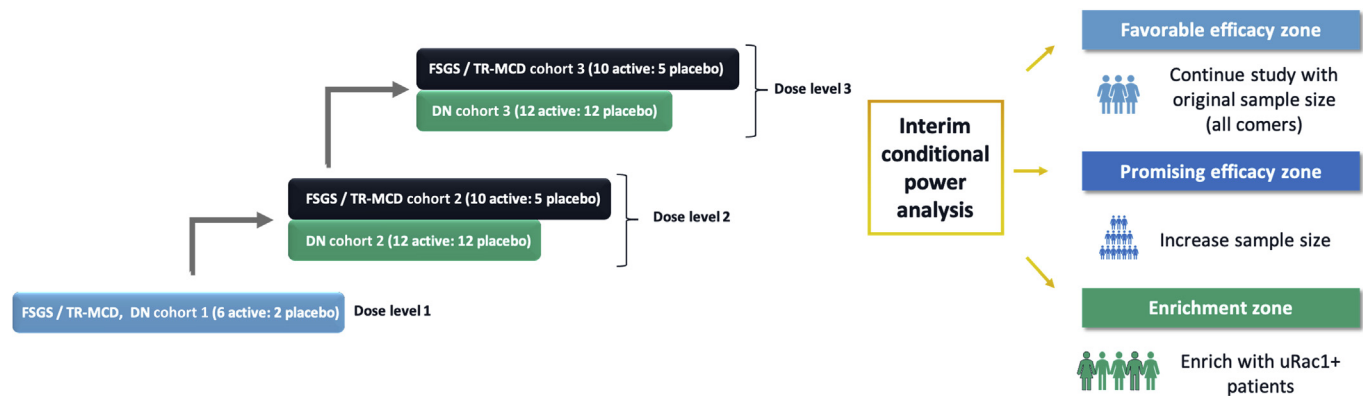 FSGS / TR-MCD cohort 3 (10 active: 5 placebo)
DN cohort 3 (12 active: 12 placebo)
Dose level 3
FSGS / TR-MCD cohort 2 (10 active: 5 placebo)
DN cohort 2 (12 active: 12 placebo)
Dose level 2
FSGS / TR-MCD, DN cohort 1 (6 active: 2 placebo)
Dose level 1
Interim
conditional
power
analysis
Favorable efficacy zone
Continue study with
original sample size
(all comers)
Promising efficacy zone
Increase sample size
Enrichment zone
Enrich with uRac1+
patients